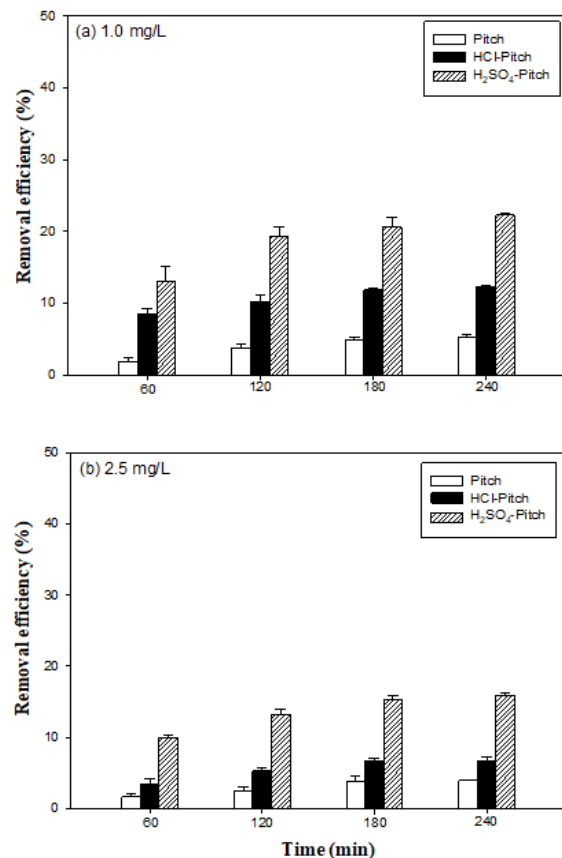 (a) 1.0 mg/L
Pitch
HCl-Pitch
H₂SO₄-Pitch
Removal efficiency (%)
50
40
30
20
10
0
60 120 180 240
(b) 2.5 mg/L
Pitch
HCl-Pitch
H₂SO₄-Pitch
Removal efficiency (%)
50
40
30
20
10
0
60 120 180 240
Time (min)